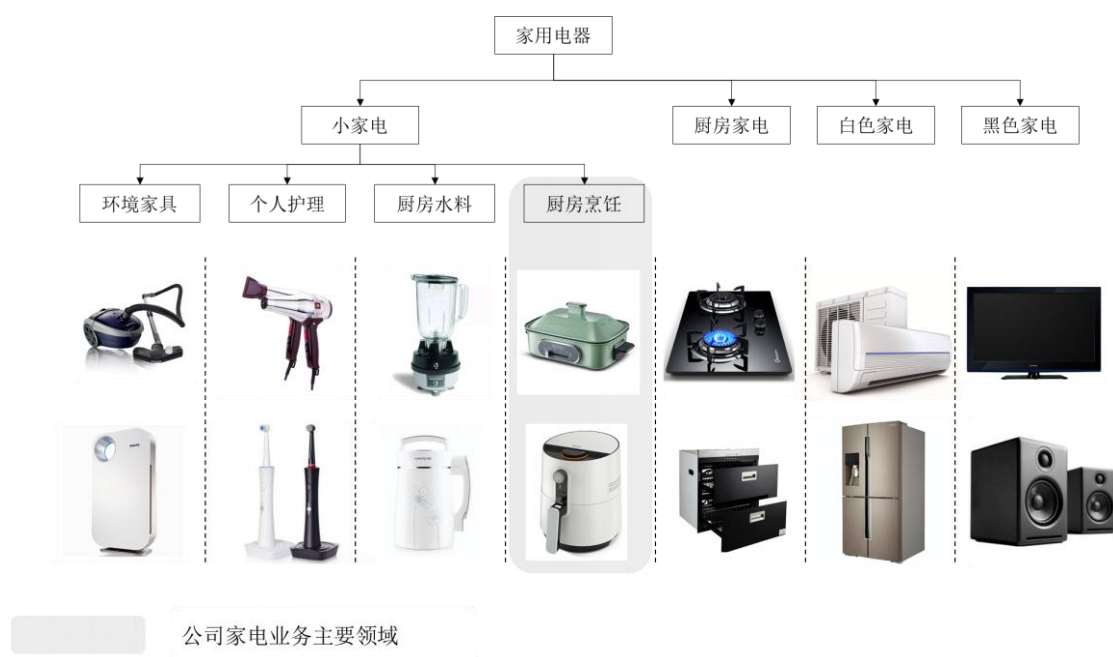 家用电器
小家电
厨房家电
白色家电
黑色家电
环境家具
个人护理
厨房水料
厨房烹饪
公司家电业务主要领域